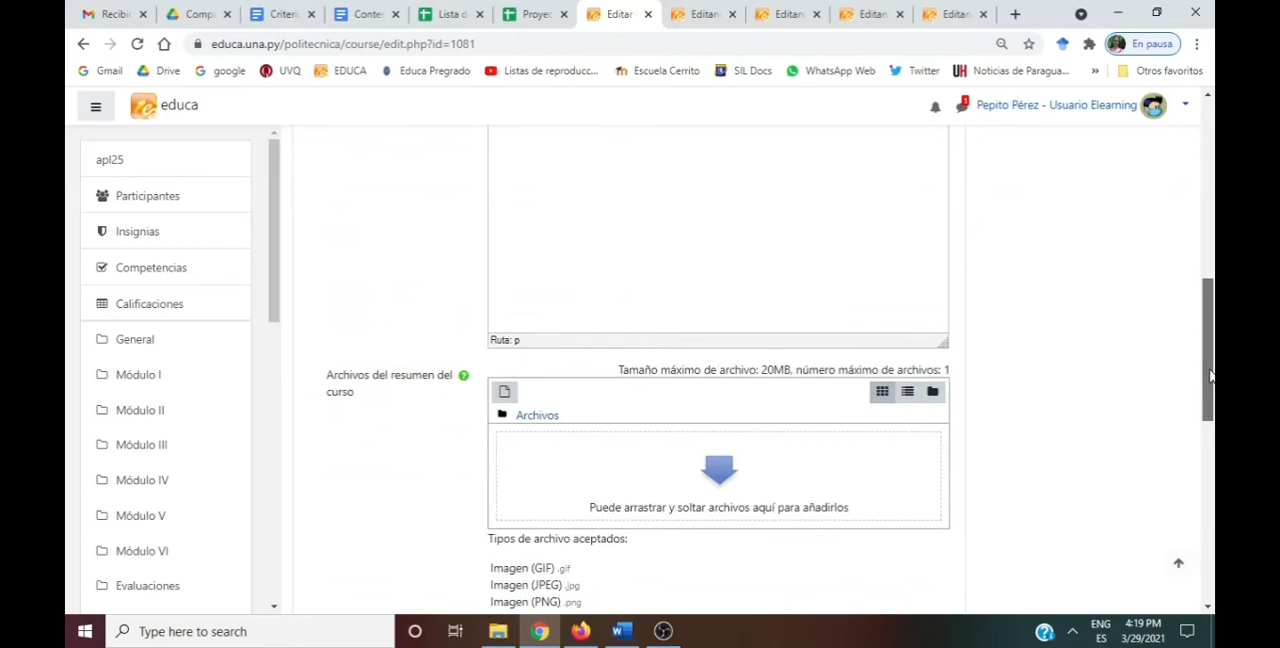 Recibi
Comp
Criteri
Conte
Lista d
Proye
Editar
Editan
Editan
Editan
Editan
educa.una.py/politecnica/course/edit.php?id=1081
En pausa
Gmail
Drive
google
UVQ
EDUCA
Educa Pregrado
Listas de reproducc...
Escuela Cerrito
SIL Docs
WhatsApp Web
Twitter
Noticias de Paragua...
»
Otros favoritos
educa
Pepito Pérez - Usuario Elearning
apl25
Participantes
Insignias
Competencias
Calificaciones
General
Módulo I
Módulo II
Módulo III
Módulo IV
Módulo V
Módulo VI
Evaluaciones
Ruta: p
Archivos del resumen del
curso
Tamaño máximo de archivo: 20MB, número máximo de archivos: 1
Archivos
Puede arrastrar y soltar archivos aquí para añadirlos
Tipos de archivo aceptados:
Imagen (GIF) .gif
Imagen (JPEG) .jpg
Imagen (PNG) .png
Type here to search
ENG
ES
4:19 PM
3/29/2021